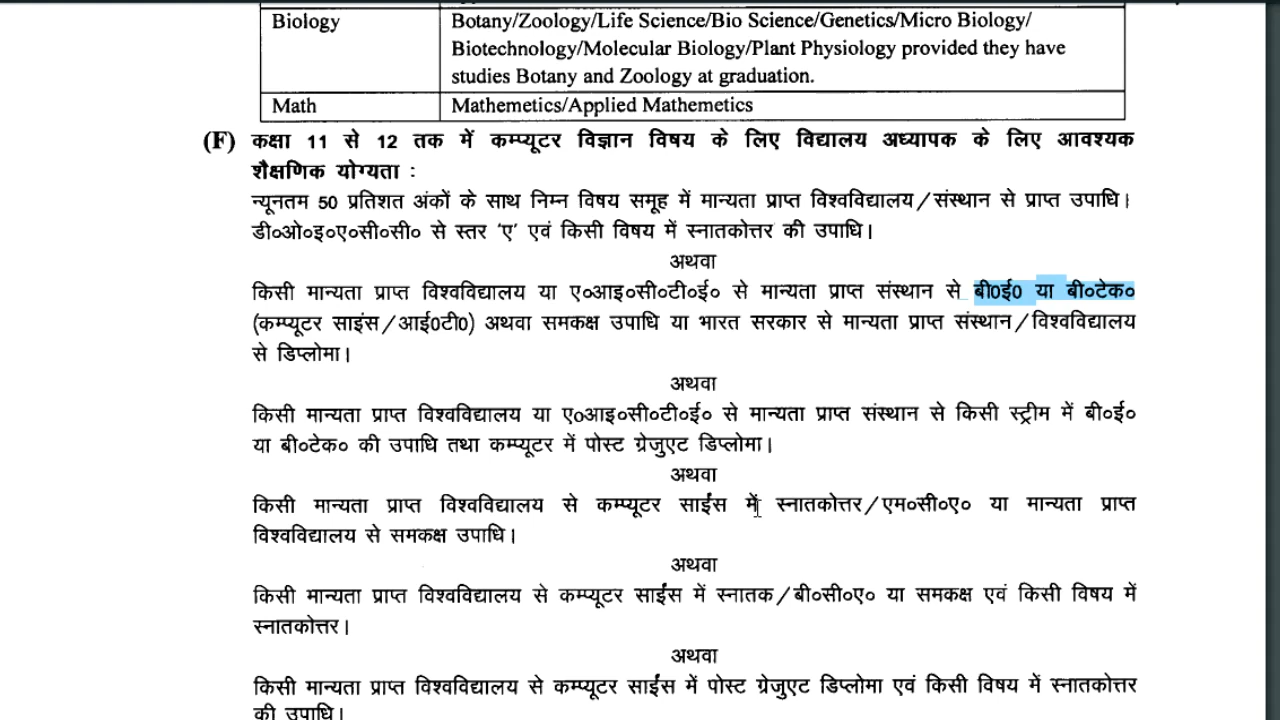 Biology Botany/Zoology/Life Science/Bio Science/Genetics/Micro Biology/
Biotechnology/Molecular Biology/Plant Physiology provided they have
studies Botany and Zoology at graduation.
Math Mathemetics/Applied Mathemetics
(F) कक्षा 11 से 12 तक में कम्प्यूटर विज्ञान विषय के लिए विद्यालय अध्यापक के लिए आवश्यक
शैक्षणिक योग्यता :
न्यूनतम 50 प्रतिशत अंकों के साथ निम्न विषय समूह में मान्यता प्राप्त विश्वविद्यालय/संस्थान से प्राप्त उपाधि।
डी०ओ०इ०ए०सी०सी० से स्तर 'ए' एवं किसी विषय में स्नातकोत्तर की उपाधि।
अथवा
किसी मान्यता प्राप्त विश्वविद्यालय या ए०आइ०सी०टी०ई० से मान्यता प्राप्त संस्थान से बी0ई0 या बी०टेक०
(कम्प्यूटर साइंस/आई0टी0) अथवा समकक्ष उपाधि या भारत सरकार से मान्यता प्राप्त संस्थान/विश्वविद्यालय
से डिप्लोमा।
अथवा
किसी मान्यता प्राप्त विश्वविद्यालय या ए०आइ०सी०टी०ई० से मान्यता प्राप्त संस्थान से किसी स्ट्रीम में बी०ई०
या बी०टेक० की उपाधि तथा कम्प्यूटर में पोस्ट ग्रेजुएट डिप्लोमा।
अथवा
किसी मान्यता प्राप्त विश्वविद्यालय से कम्प्यूटर साईंस में स्नातकोत्तर/एम०सी०ए० या मान्यता प्राप्त
विश्वविद्यालय से समकक्ष उपाधि।
अथवा
किसी मान्यता प्राप्त विश्वविद्यालय से कम्प्यूटर साईंस में स्नातक/बी०सी०ए० या समकक्ष एवं किसी विषय में
स्नातकोत्तर।
अथवा
किसी मान्यता प्राप्त विश्वविद्यालय से कम्प्यूटर साईंस में पोस्ट ग्रेजुएट डिप्लोमा एवं किसी विषय में स्नातकोत्तर
की उपाधि।